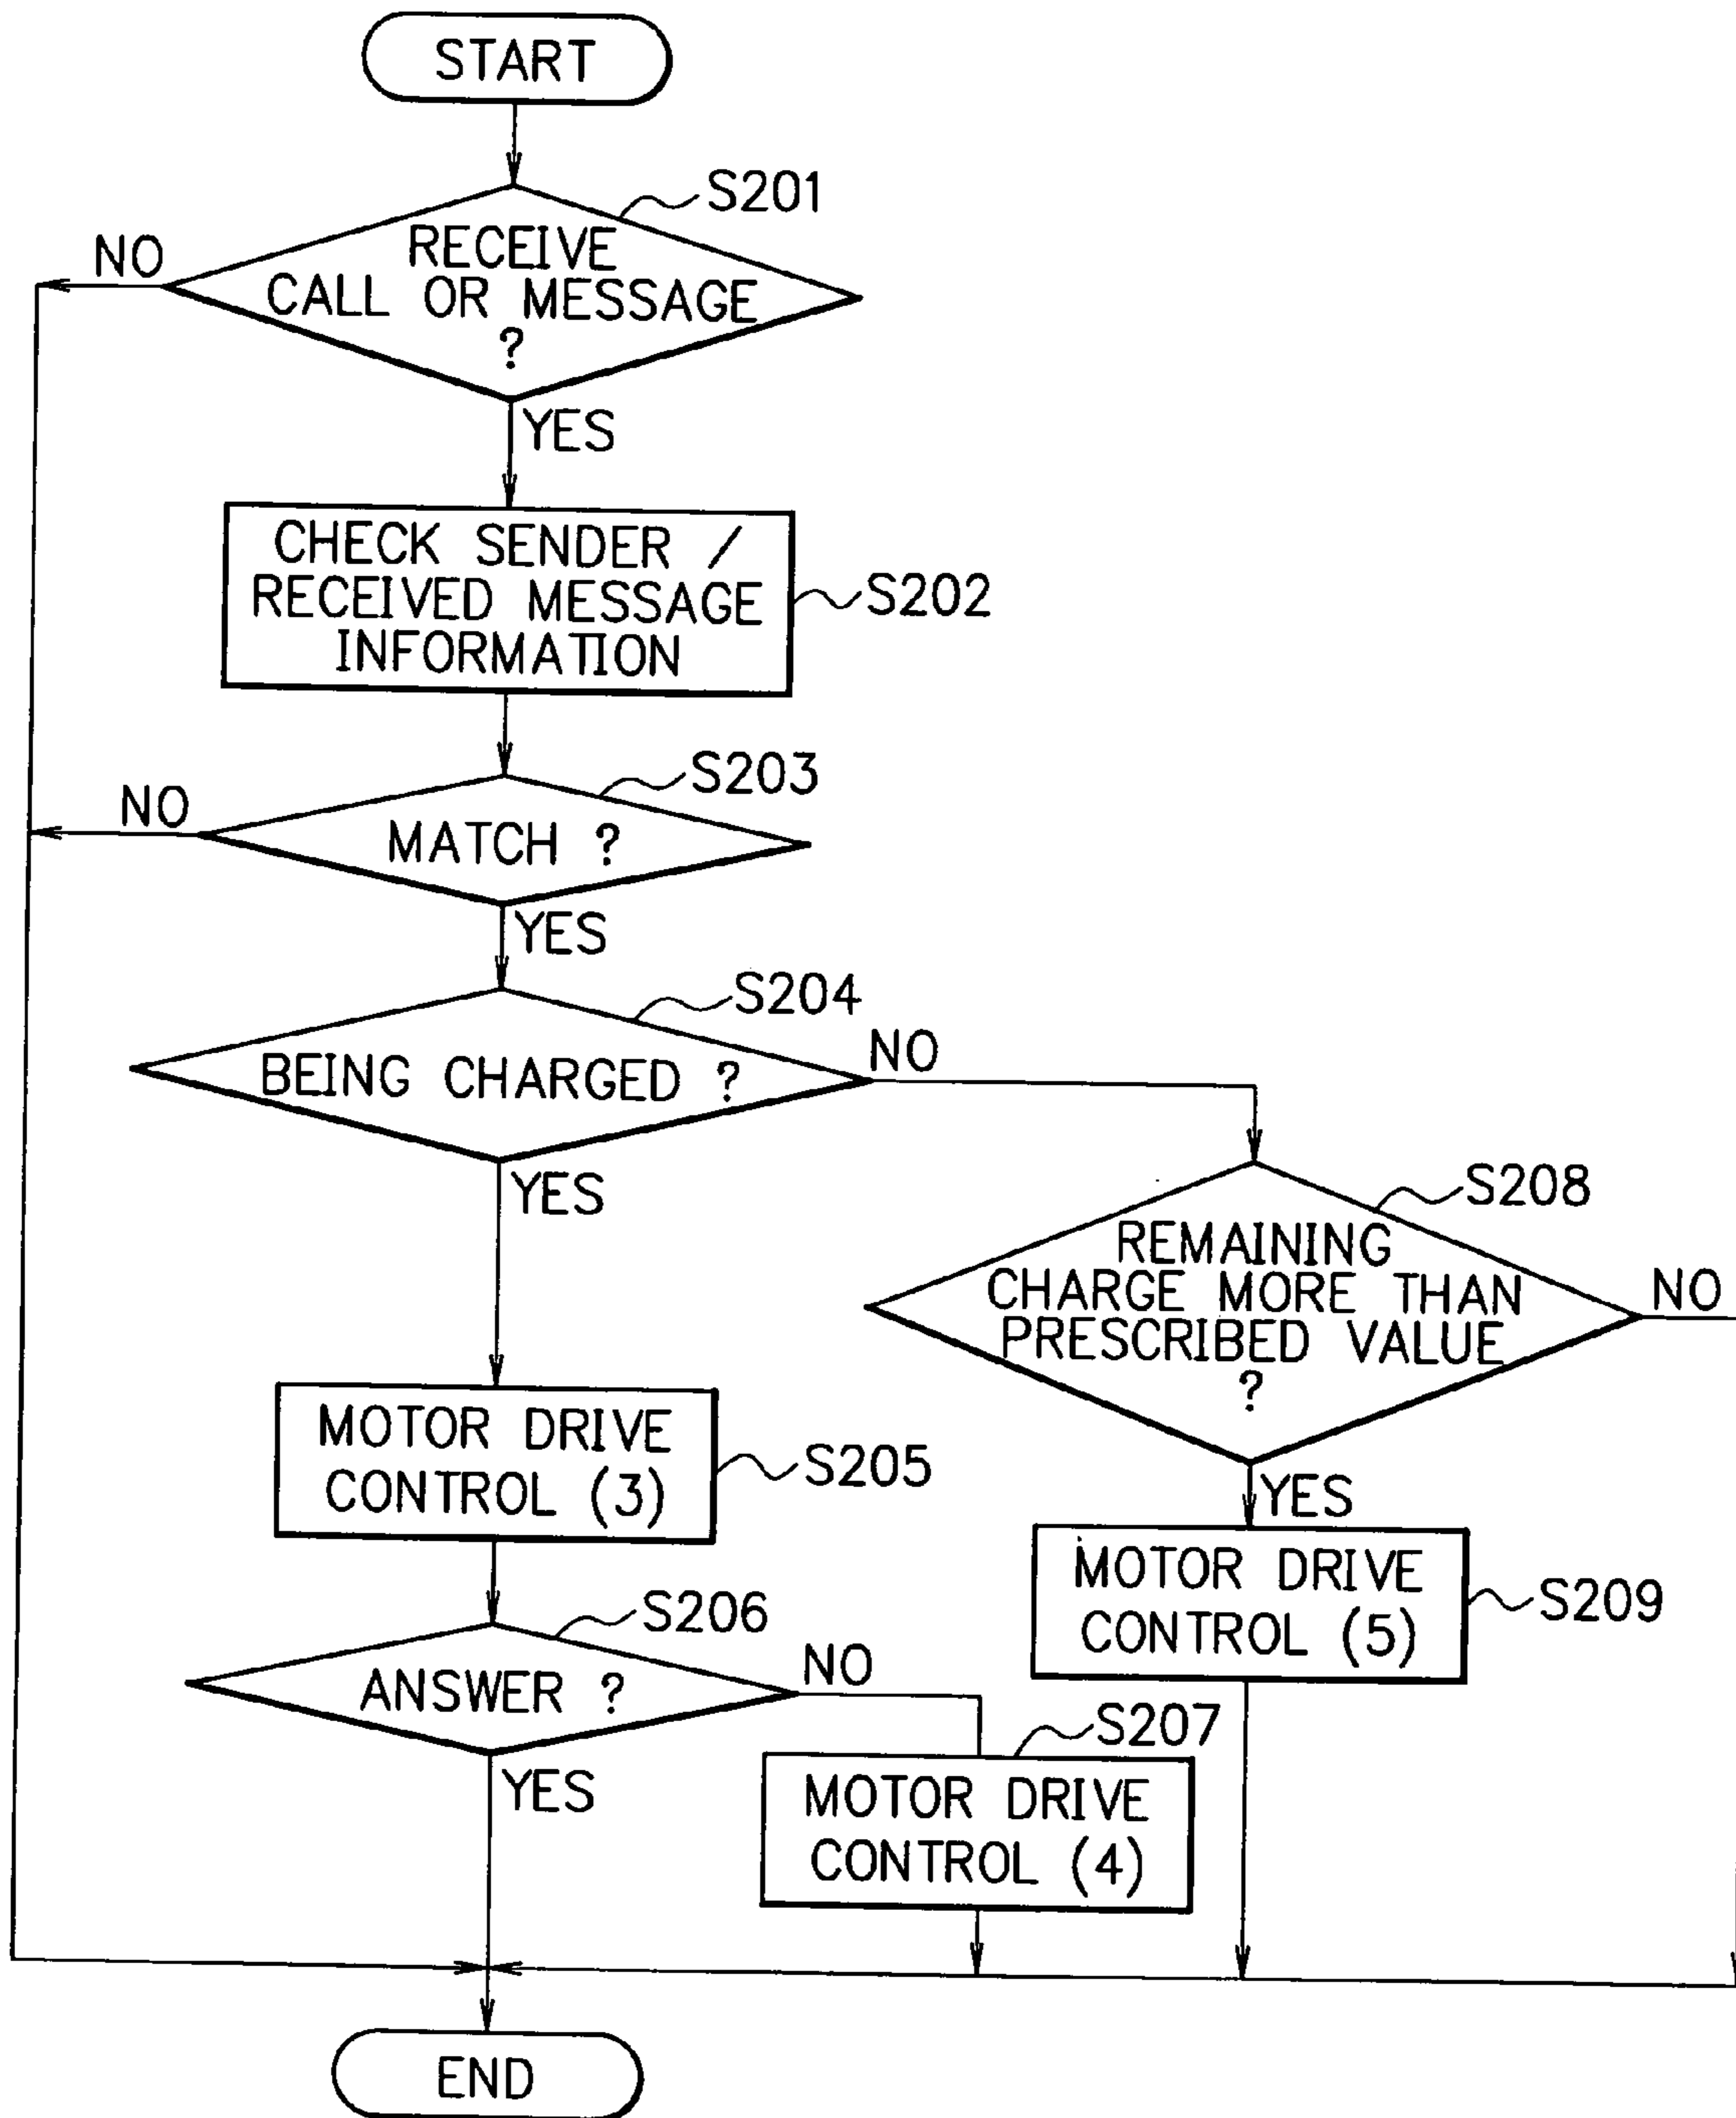 START
S201
NO
RECEIVE
CALL OR MESSAGE
?
YES
CHECK SENDER /
RECEIVED MESSAGE
INFORMATION
S202
S203
NO
MATCH ?
YES
S204
BEING CHARGED ?
NO
YES
S208
REMAINING
CHARGE MORE THAN
PRESCRIBED VALUE
?
NO
YES
MOTOR DRIVE
CONTROL (3)
S205
MOTOR DRIVE
CONTROL (5)
S209
S206
ANSWER ?
NO
YES
S207
MOTOR DRIVE
CONTROL (4)
END